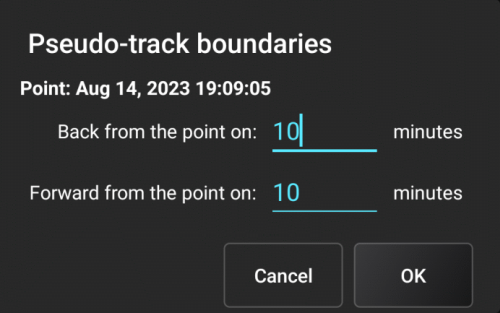 Pseudo-track boundaries
Point: Aug 14, 2023 19:09:05
Back from the point on: 10 minutes
Forward from the point on: 10 minutes
Cancel OK